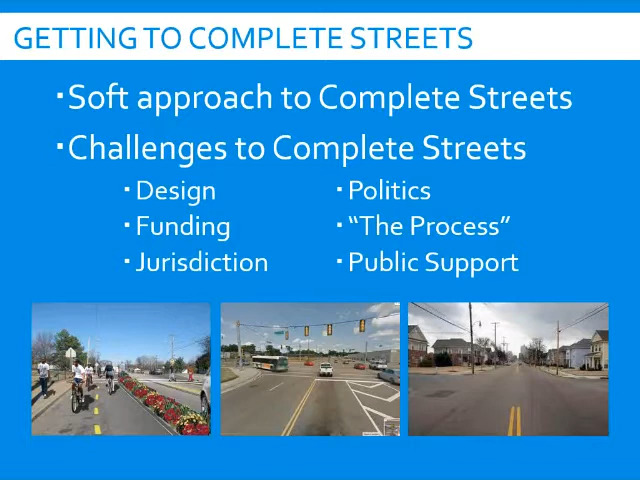 GETTING TO COMPLETE STREETS
▪Soft approach to Complete Streets
▪Challenges to Complete Streets
▪Design
▪Politics
▪Funding
▪“The Process”
▪Jurisdiction
▪Public Support